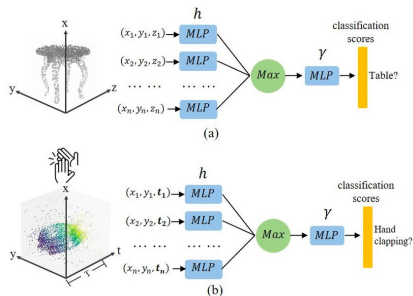 x
y
z
h
(x₁, y₁, z₁)
MLP
(x₂, y₂, z₂)
MLP
... ... ... ...
(xₙ, yₙ, zₙ)
MLP
Max
γ
MLP
classification
scores
Table?
(a)
x
y
t
T
h
(x₁, y₁, t₁)
MLP
(x₂, y₂, t₂)
MLP
... ... ... ...
(xₙ, yₙ, tₙ)
MLP
Max
γ
MLP
classification
scores
Hand
clapping?
(b)